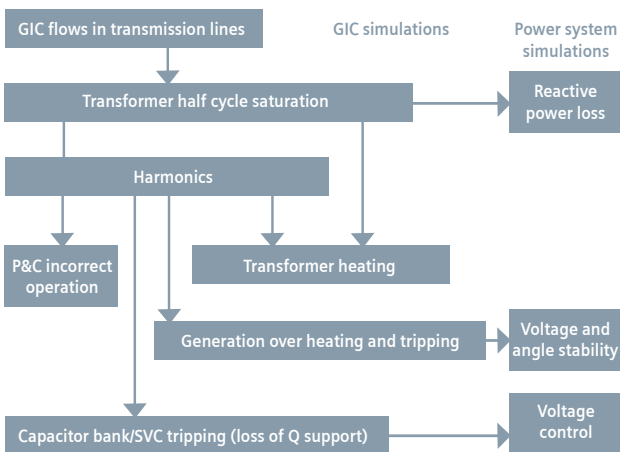 GIC flows in transmission lines
GIC simulations
Power system
simulations
Transformer half cycle saturation
Reactive
power loss
Harmonics
P&C incorrect
operation
Transformer heating
Generation over heating and tripping
Voltage and
angle stability
Capacitor bank/SVC tripping (loss of Q support)
Voltage
control